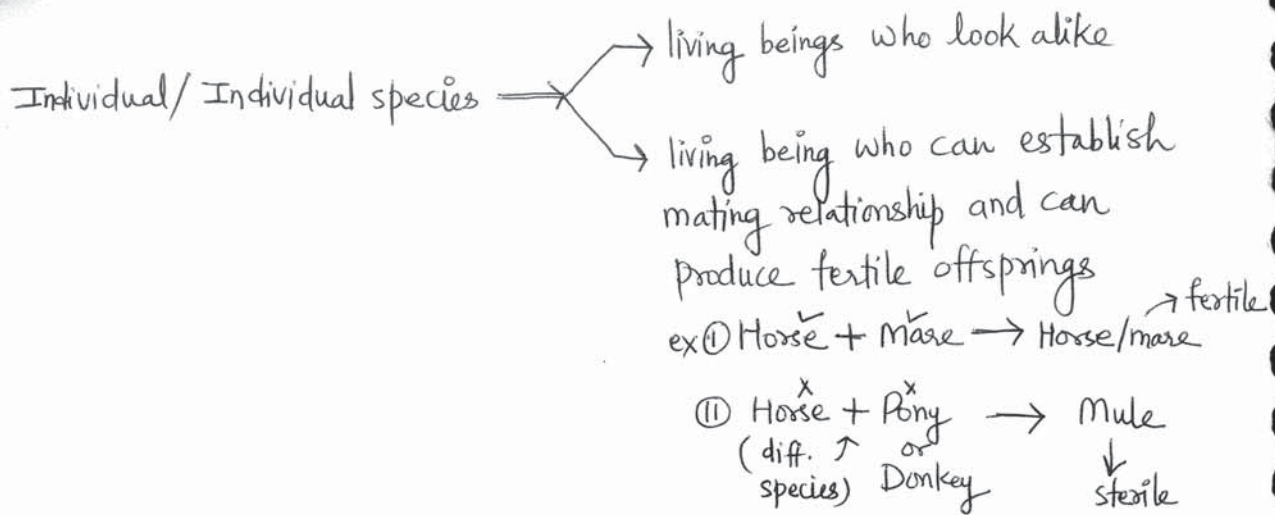 Individual/ Individual species → → living beings who look alike
→ living being who can establish
mating relationship and can
produce fertile offsprings
→ fertile
ex ① Horse ✓ + Mare ✓ → Horse/mare
② Horse x + Pony x → Mule
(diff. ↑ or ↓
species) Donkey sterile